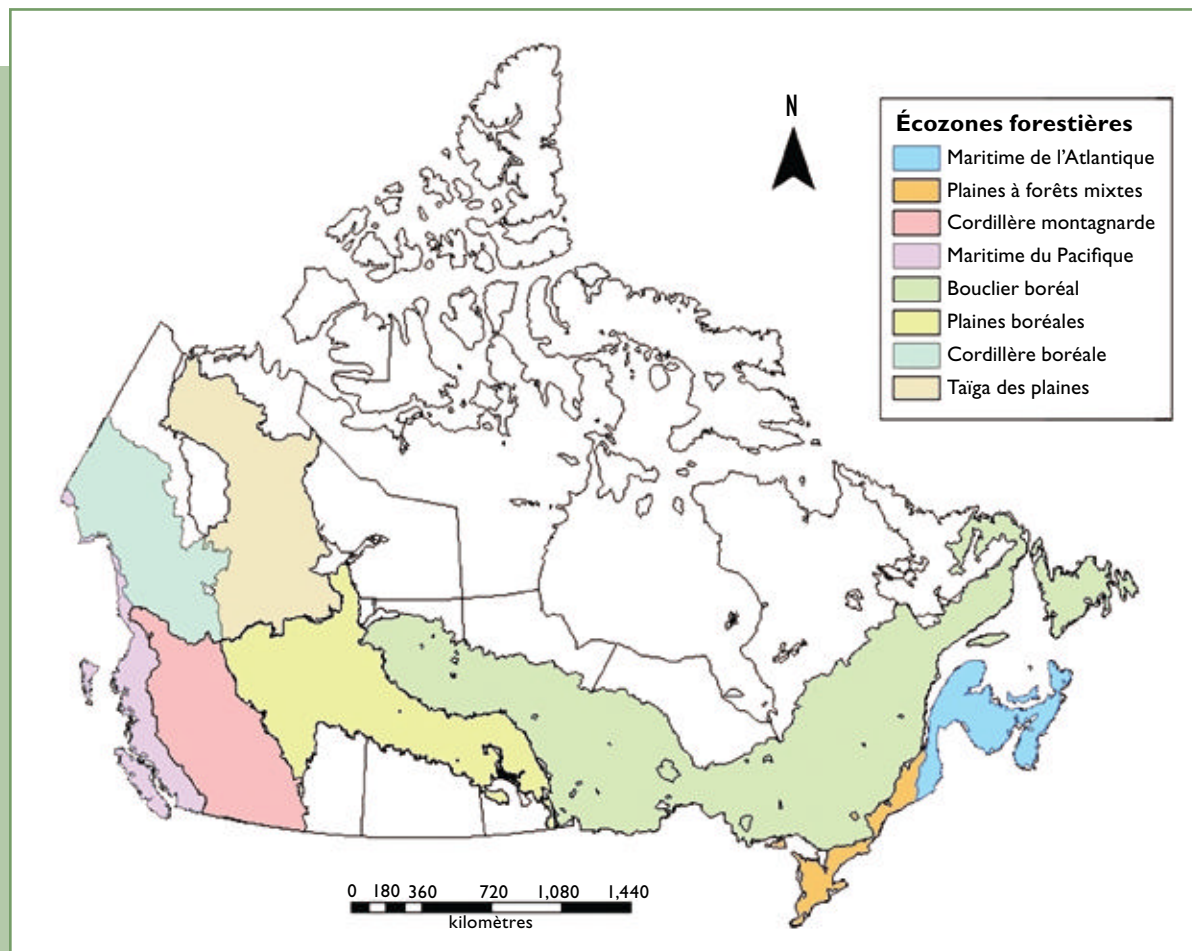 N
Écozones forestières
Maritime de l'Atlantique
Plaines à forêts mixtes
Cordillère montagnarde
Maritime du Pacifique
Bouclier boréal
Plaines boréales
Cordillère boréale
Taïga des plaines
0 180 360 720 1,080 1,440
kilomètres